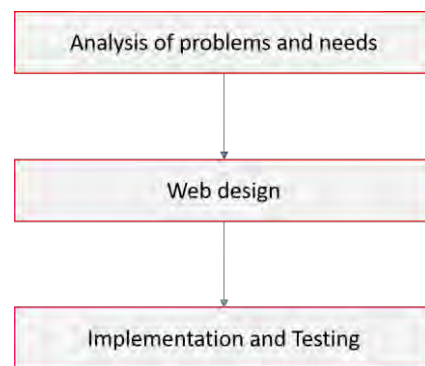 Analysis of problems and needs
Web design
Implementation and Testing